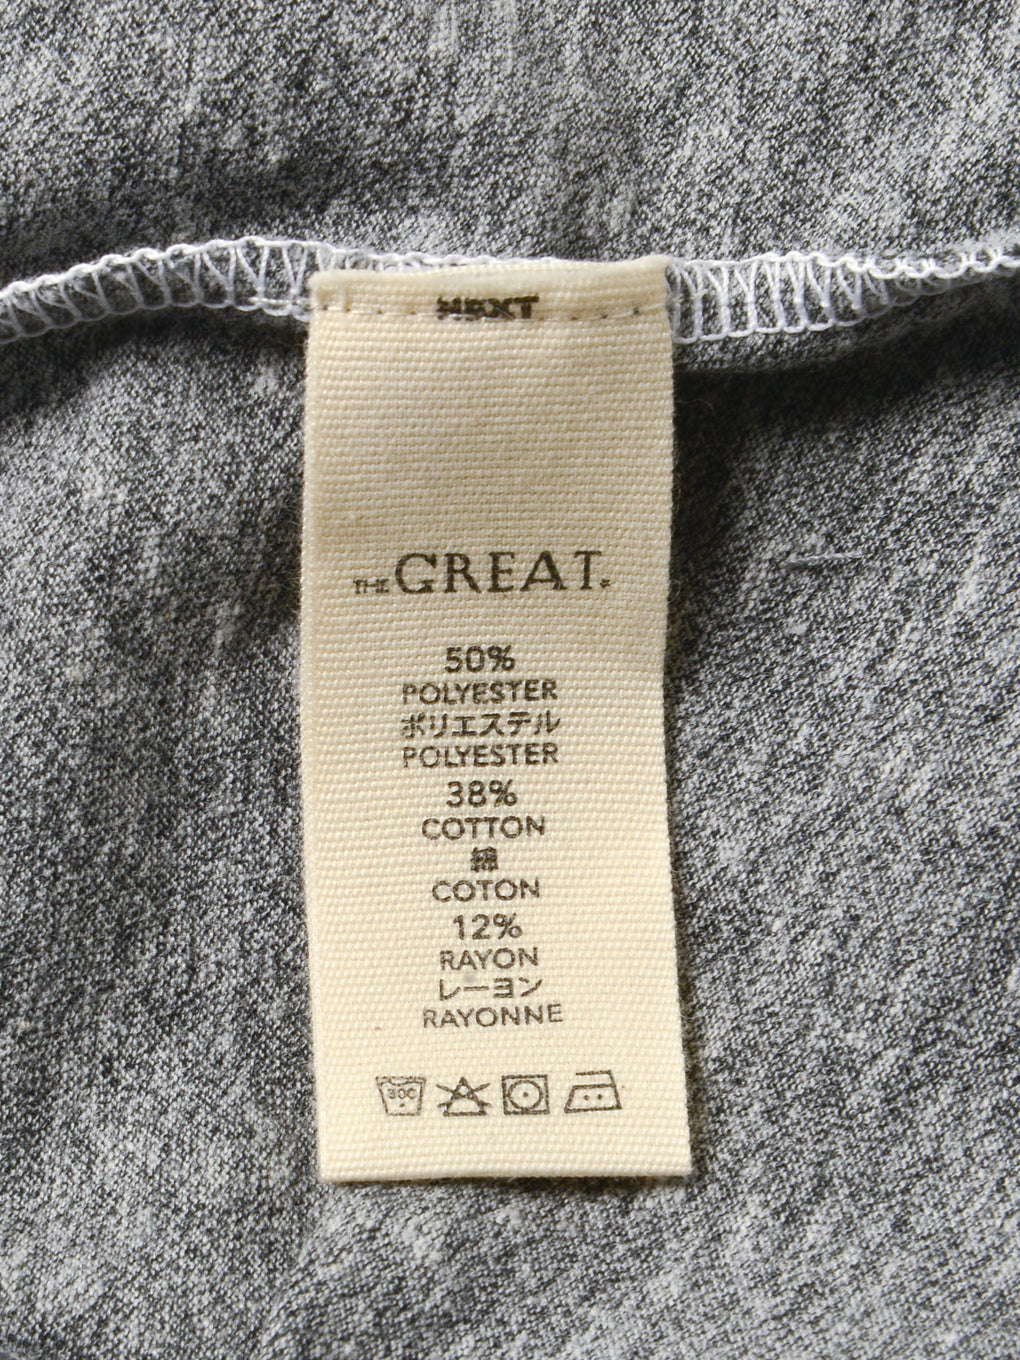 THE GREAT.
50%
POLYESTER
ポリエステル
POLYESTER
38%
COTTON
綿
COTON
12%
RAYON
レーヨン
RAYONNE
30C